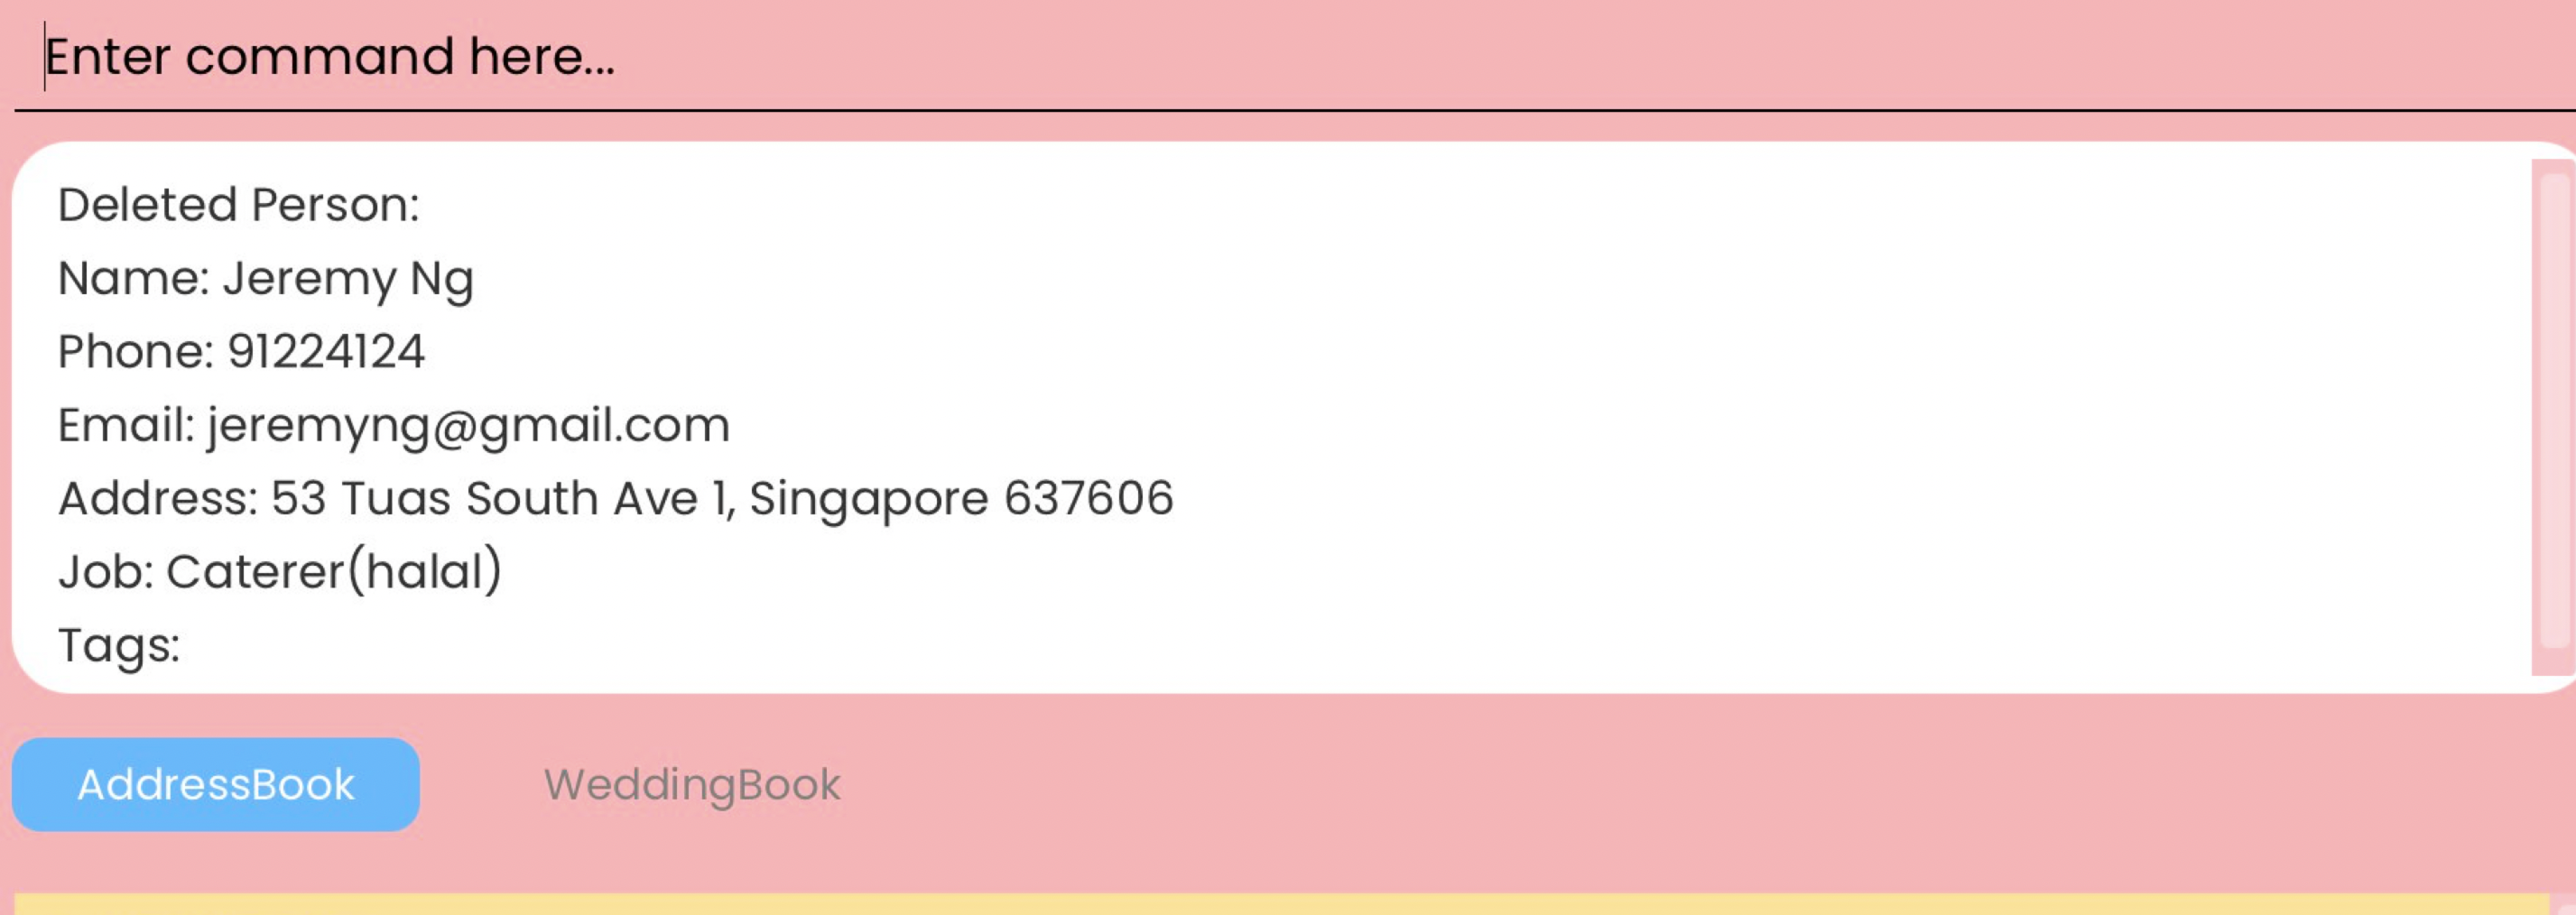 Enter command here...
Deleted Person:
Name: Jeremy Ng
Phone: 91224124
Email: jeremyng@gmail.com
Address: 53 Tuas South Ave 1, Singapore 637606
Job: Caterer(halal)
Tags:
AddressBook WeddingBook